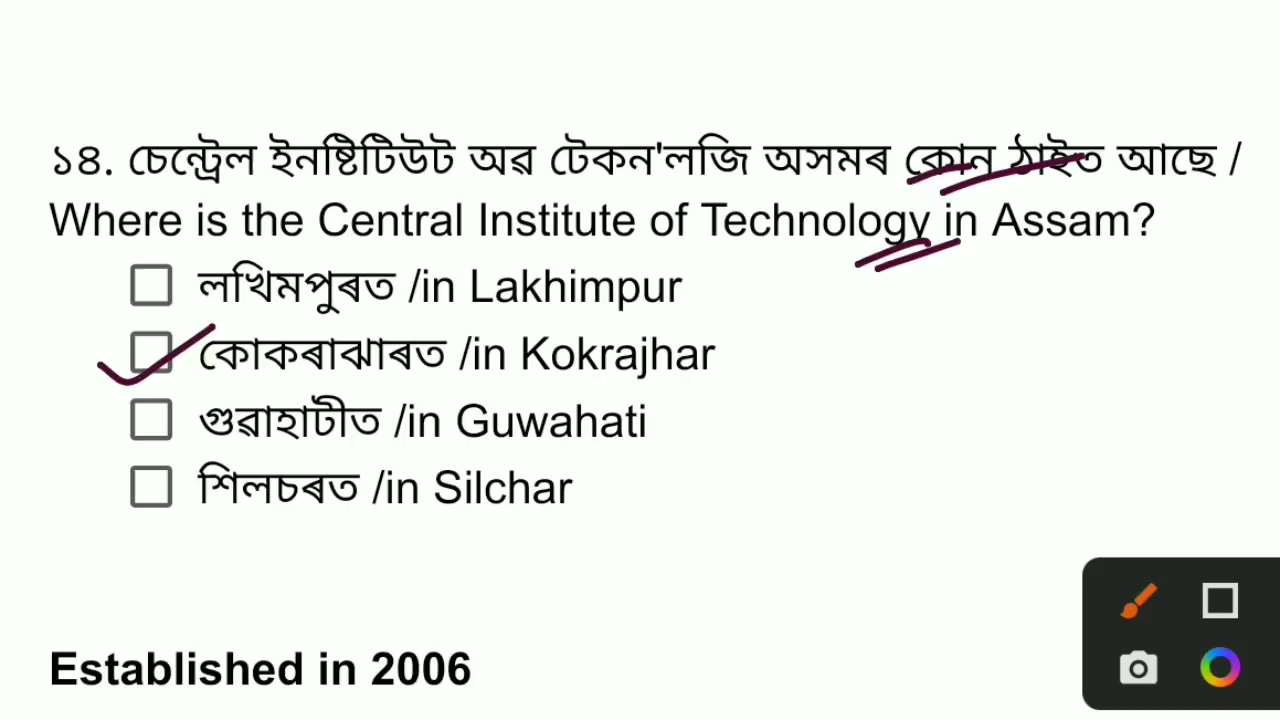 ১৪. চেন্ট্ৰেল ইনষ্টিটিউট অৱ টেকন'লজি অসমৰ কোন ঠাইত আছে /
Where is the Central Institute of Technology in Assam?
লখিমপুৰত /in Lakhimpur
কোকৰাঝাৰত /in Kokrajhar
গুৱাহাটীত /in Guwahati
শিলচৰত /in Silchar
Established in 2006